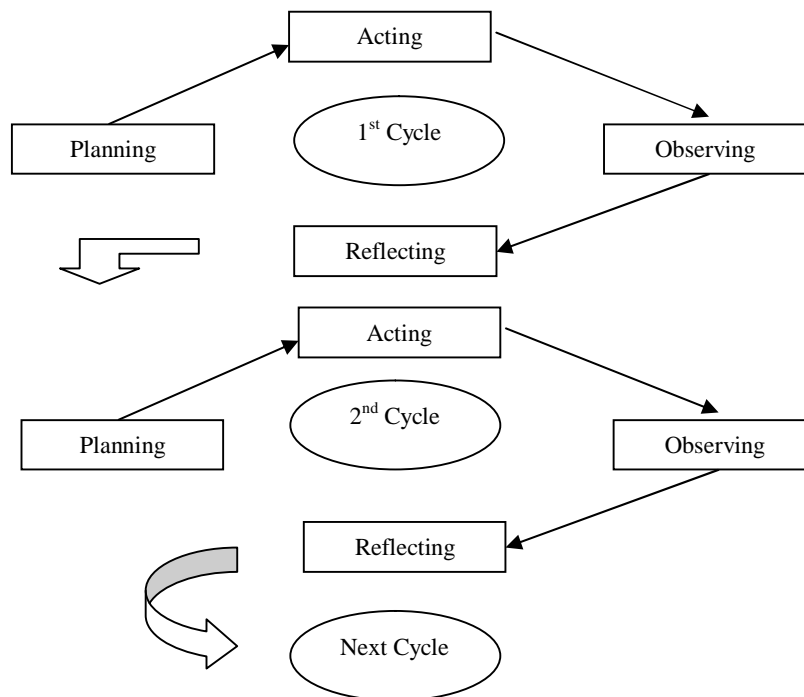 Acting
1st Cycle
Planning
Observing
Reflecting
Acting
2nd Cycle
Planning
Observing
Reflecting
Next Cycle